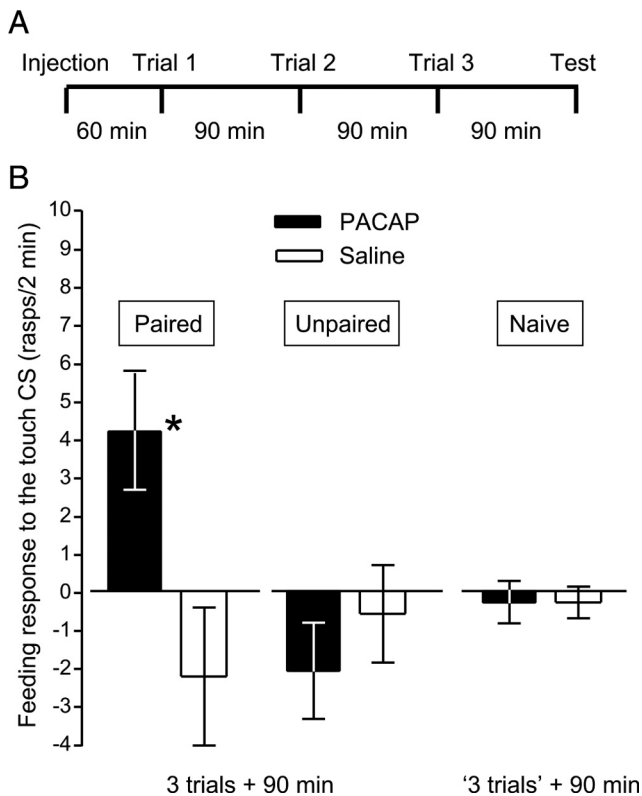 A
Injection Trial 1 Trial 2 Trial 3 Test
60 min 90 min 90 min 90 min
B
Feeding response to the touch CS (rasps/2 min)
10
9
8
7
6
5
4
3
2
1
0
-1
-2
-3
-4
PACAP
Saline
Paired Unpaired Naive
*
3 trials + 90 min '3 trials' + 90 min